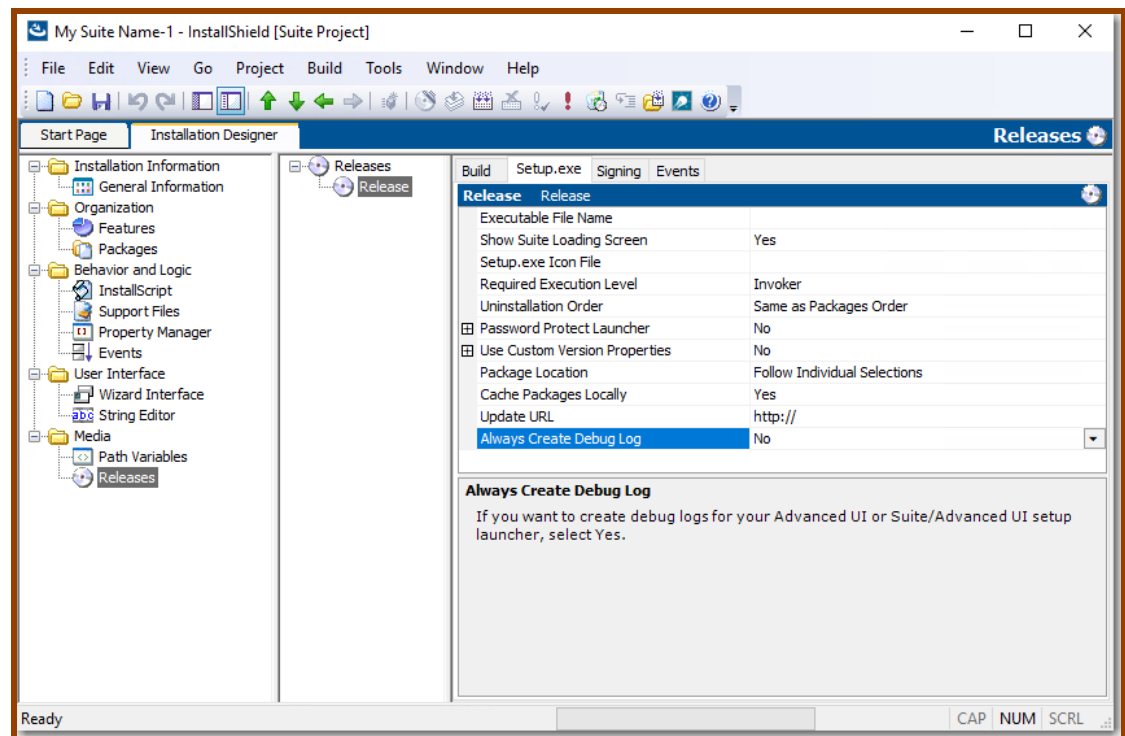 My Suite Name-1 - InstallShield [Suite Project]
File Edit View Go Project Build Tools Window Help
Start Page Installation Designer Releases
Installation Information
General Information
Organization
Features
Packages
Behavior and Logic
InstallScript
Support Files
Property Manager
Events
User Interface
Wizard Interface
abc String Editor
Media
Path Variables
Releases
Releases
Release
Build Setup.exe Signing Events
Release Release
Executable File Name
Show Suite Loading Screen Yes
Setup.exe Icon File
Required Execution Level Invoker
Uninstallation Order Same as Packages Order
Password Protect Launcher No
Use Custom Version Properties No
Package Location Follow Individual Selections
Cache Packages Locally Yes
Update URL http://
Always Create Debug Log No
Always Create Debug Log
If you want to create debug logs for your Advanced UI or Suite/Advanced UI setup
launcher, select Yes.
Ready CAP NUM SCRL